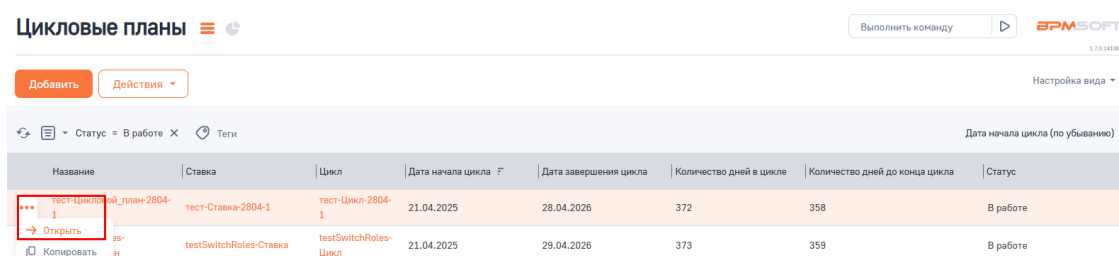 Цикловые планы
Выполнить команду
BPMSOFT
1.7.0.14106
Добавить
Действия
Настройка вида
Статус = В работе
Теги
Дата начала цикла (по убыванию)
Название Ставка Цикл Дата начала цикла Дата завершения цикла Количество дней в цикле Количество дней до конца цикла Статус
тест-Цикловой_план-2804-
1
тест-Ставка-2804-1
тест-Цикл-2804-
1
21.04.2025 28.04.2026 372 358 В работе
Открыть
testSwitchRoles-Ставка
testSwitchRoles-
Цикл
21.04.2025 29.04.2026 373 359 В работе
Копировать